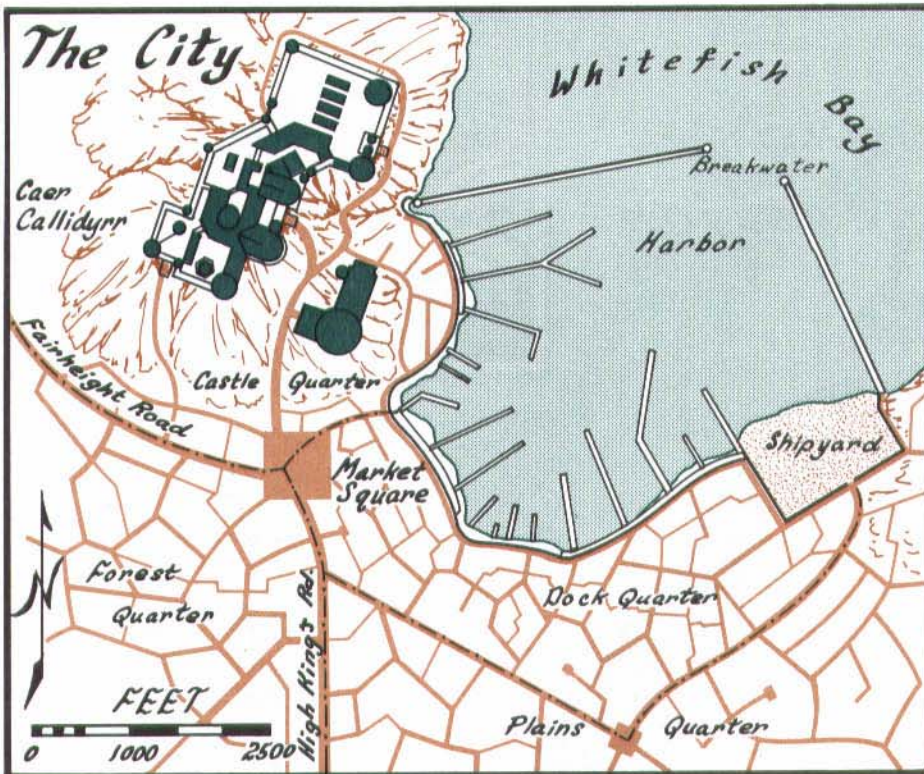 The City
Whitefish Bay
Breakwater
Harbor
Caer
Callidyrr
Fairheight Road
Castle Quarter
Market
Square
Shipyard
Forest
Quarter
Dock Quarter
High King's Rd.
N
FEET
0 1000 2500
Plains Quarter